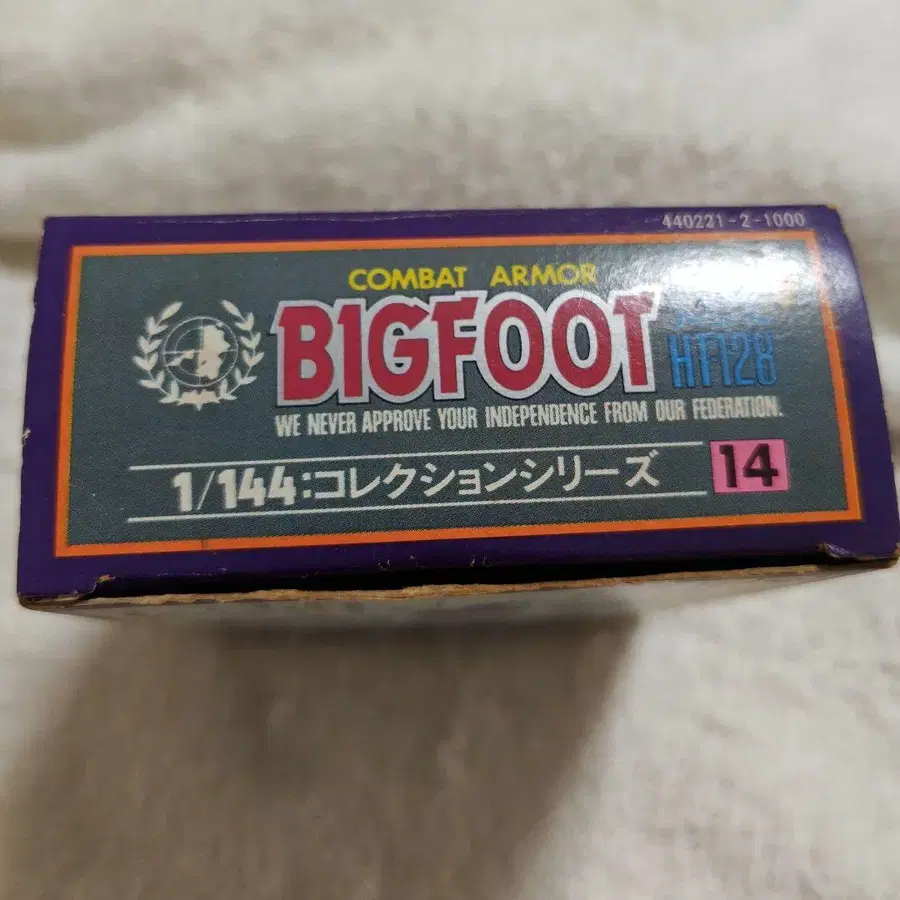 440221-2-1000
COMBAT ARMOR
BIGFOOT
HT128
WE NEVER APPROVE YOUR INDEPENDENCE FROM OUR FEDERATION.
1/144:コレクションシリーズ 14